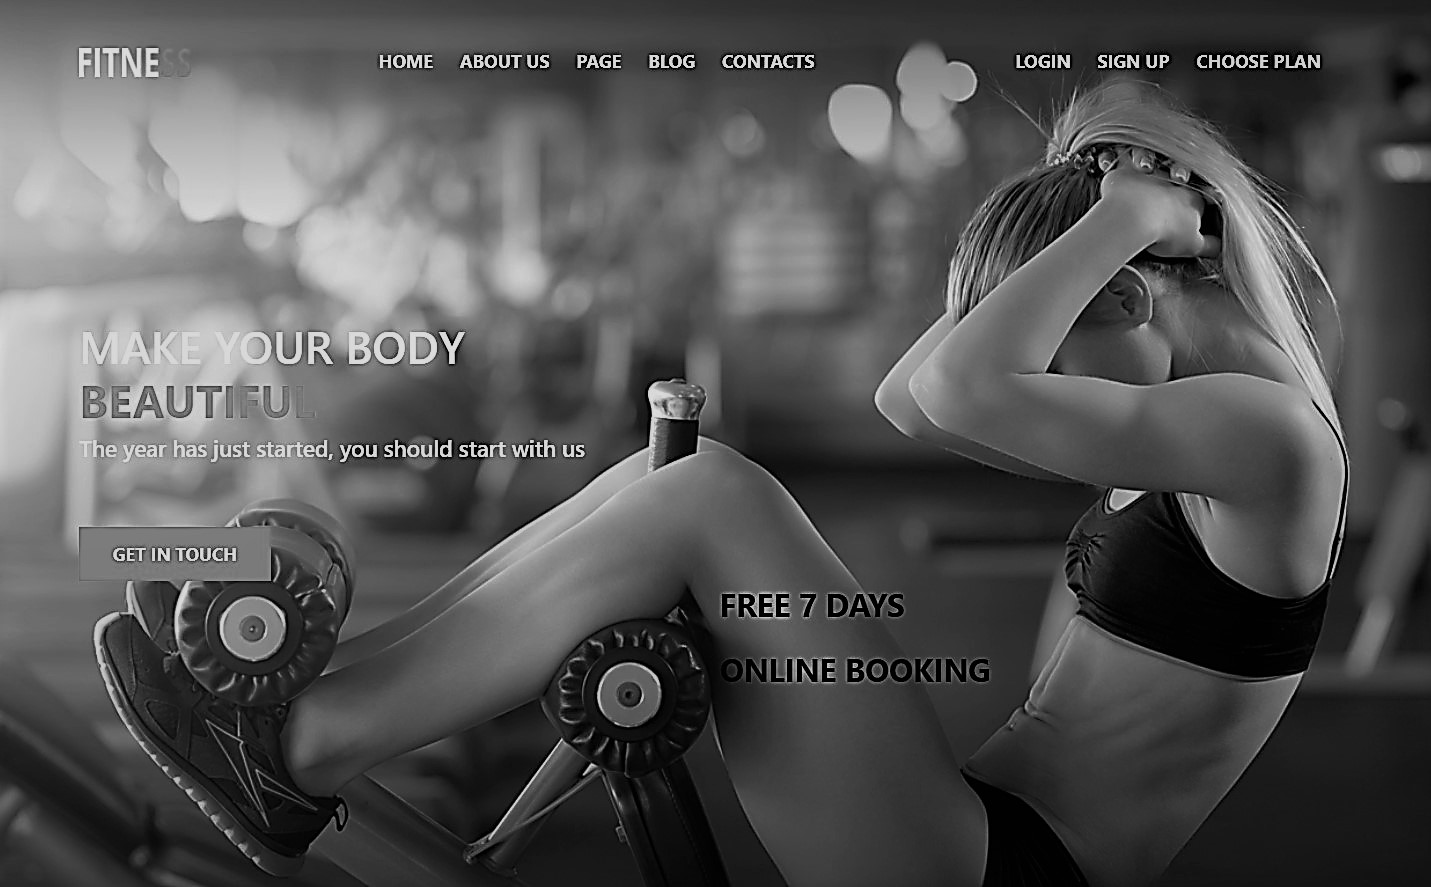 FITNESS
HOME ABOUT US PAGE BLOG CONTACTS
LOGIN SIGN UP CHOOSE PLAN
MAKE YOUR BODY
BEAUTIFUL
The year has just started, you should start with us
GET IN TOUCH
FREE 7 DAYS
ONLINE BOOKING